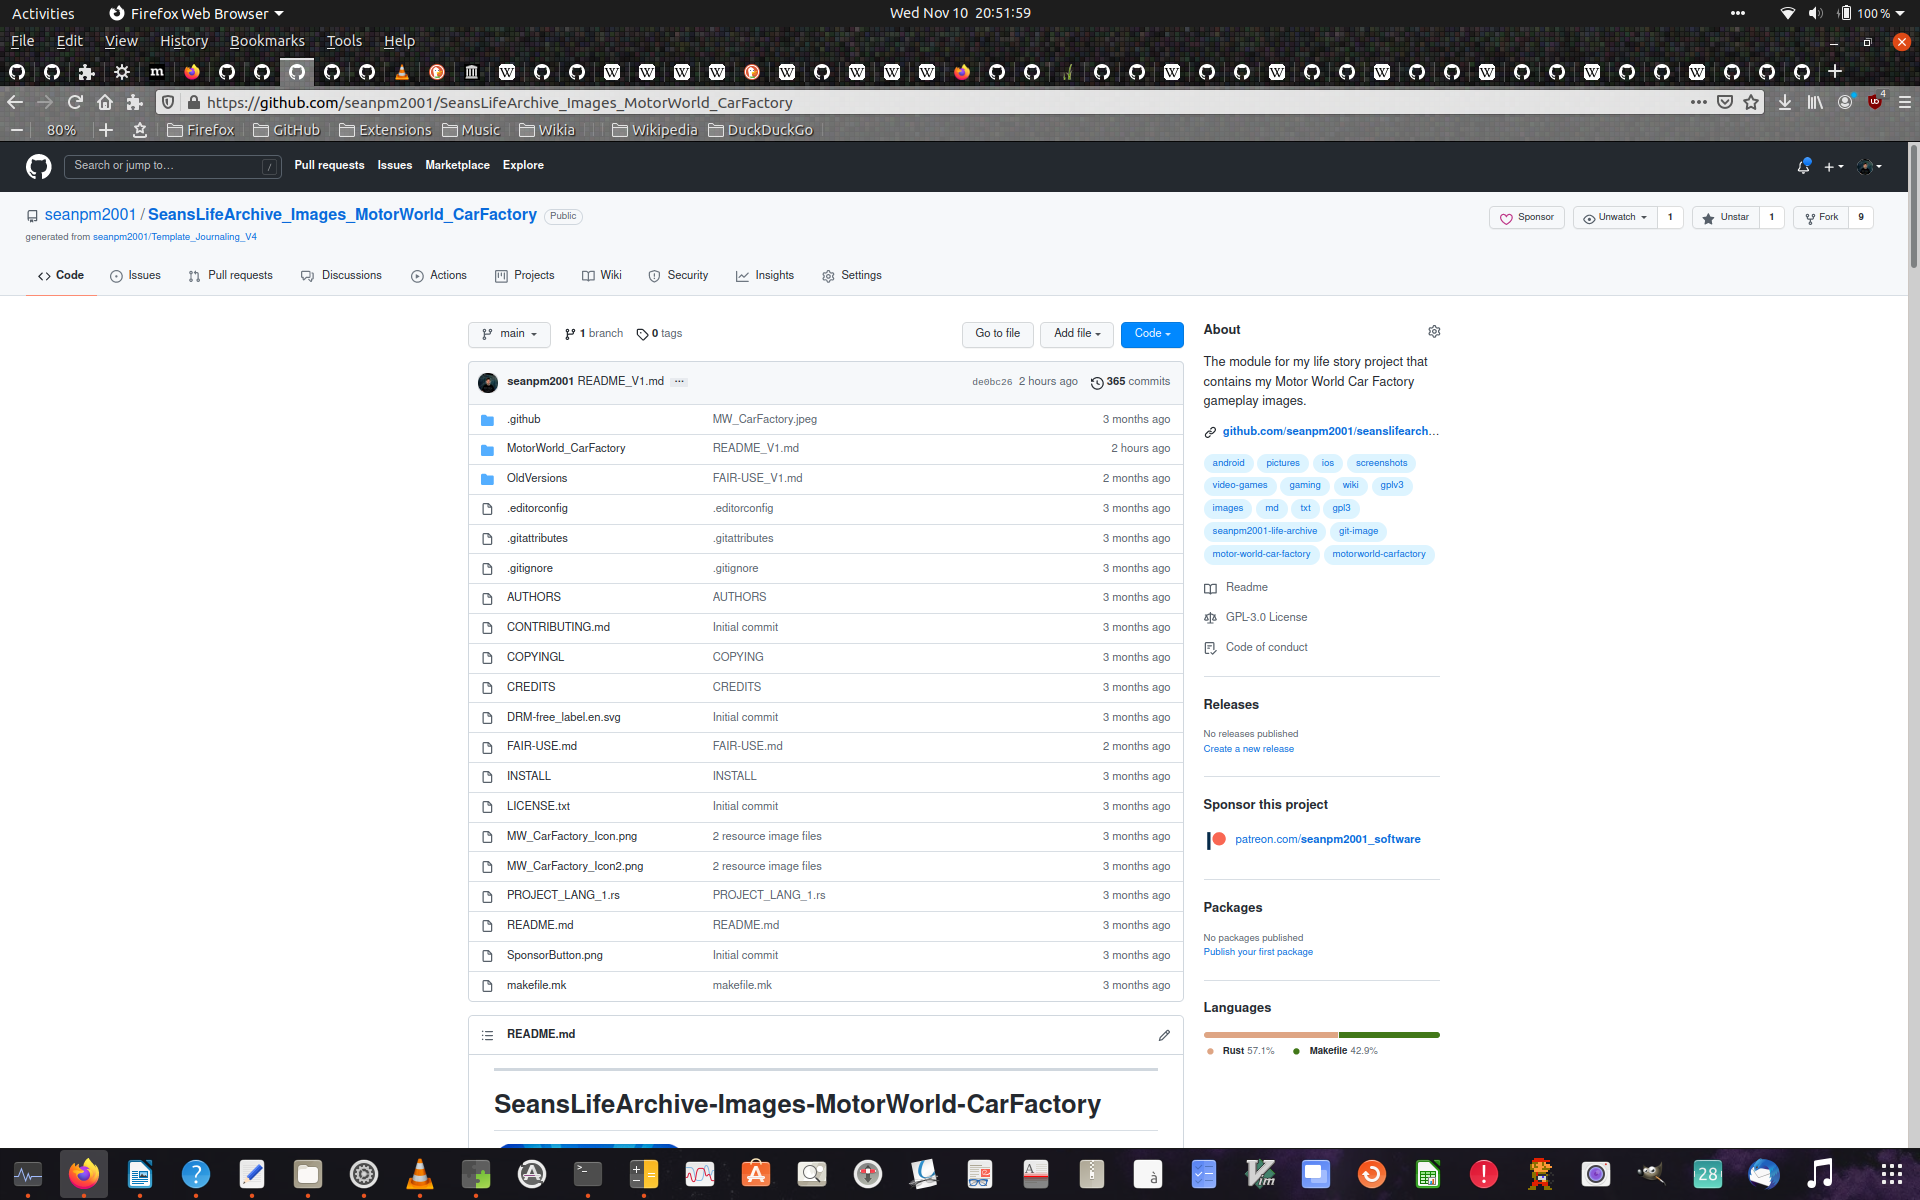 Activities Firefox Web Browser Wed Nov 10 20:51:59 100 %
File Edit View History Bookmarks Tools Help
https://github.com/seanpm2001/SeansLifeArchive_Images_MotorWorld_CarFactory 4
80% Firefox GitHub Extensions Music Wikia Wikipedia DuckDuckGo
Search or jump to... / Pull requests Issues Marketplace Explore
seanpm2001 / SeansLifeArchive_Images_MotorWorld_CarFactory Public Sponsor Unwatch 1 Unstar 1 Fork 9
generated from seanpm2001/Template_Journaling_V4
Code Issues Pull requests Discussions Actions Projects Wiki Security Insights Settings
main 1 branch 0 tags Go to file Add file Code
seanpm2001 README_V1.md ... de0bc26 2 hours ago 365 commits
.github MW_CarFactory.jpeg 3 months ago
MotorWorld_CarFactory README_V1.md 2 hours ago
OldVersions FAIR-USE_V1.md 2 months ago
.editorconfig .editorconfig 3 months ago
.gitattributes .gitattributes 3 months ago
.gitignore .gitignore 3 months ago
AUTHORS AUTHORS 3 months ago
CONTRIBUTING.md Initial commit 3 months ago
COPYINGL COPYING 3 months ago
CREDITS CREDITS 3 months ago
DRM-free_label.en.svg Initial commit 3 months ago
FAIR-USE.md FAIR-USE.md 2 months ago
INSTALL INSTALL 3 months ago
LICENSE.txt Initial commit 3 months ago
MW_CarFactory_Icon.png 2 resource image files 3 months ago
MW_CarFactory_Icon2.png 2 resource image files 3 months ago
PROJECT_LANG_1.rs PROJECT_LANG_1.rs 3 months ago
README.md README.md 3 months ago
SponsorButton.png Initial commit 3 months ago
makefile.mk makefile.mk 3 months ago
README.md
SeansLifeArchive-Images-MotorWorld-CarFactory
About
The module for my life story project that
contains my Motor World Car Factory
gameplay images.
github.com/seanpm2001/seanslifearch...
android pictures ios screenshots
video-games gaming wiki gplv3
images md txt gpl3
seanpm2001-life-archive git-image
motor-world-car-factory motorworld-carfactory
Readme
GPL-3.0 License
Code of conduct
Releases
No releases published
Create a new release
Sponsor this project
patreon.com/seanpm2001_software
Packages
No packages published
Publish your first package
Languages
Rust 57.1% Makefile 42.9%
28